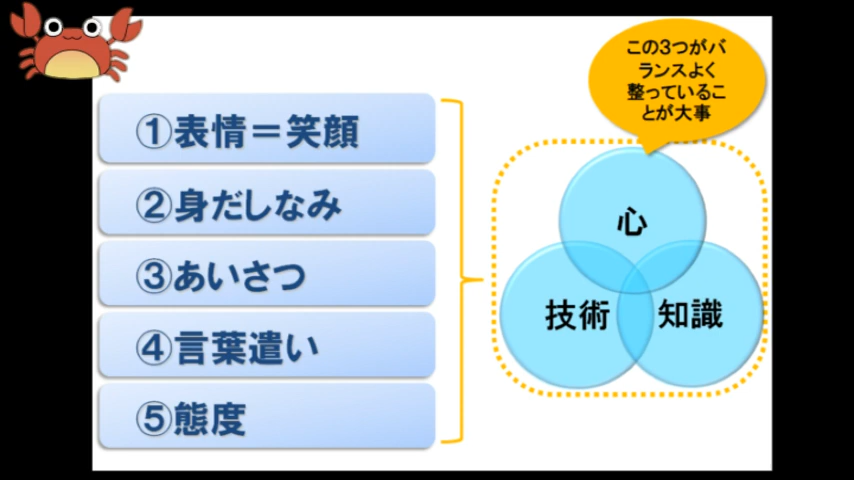 この3つがバ
ランスよく
整っているこ
とが大事
①表情＝笑顔
②身だしなみ
③あいさつ
④言葉遣い
⑤態度
心
技術
知識